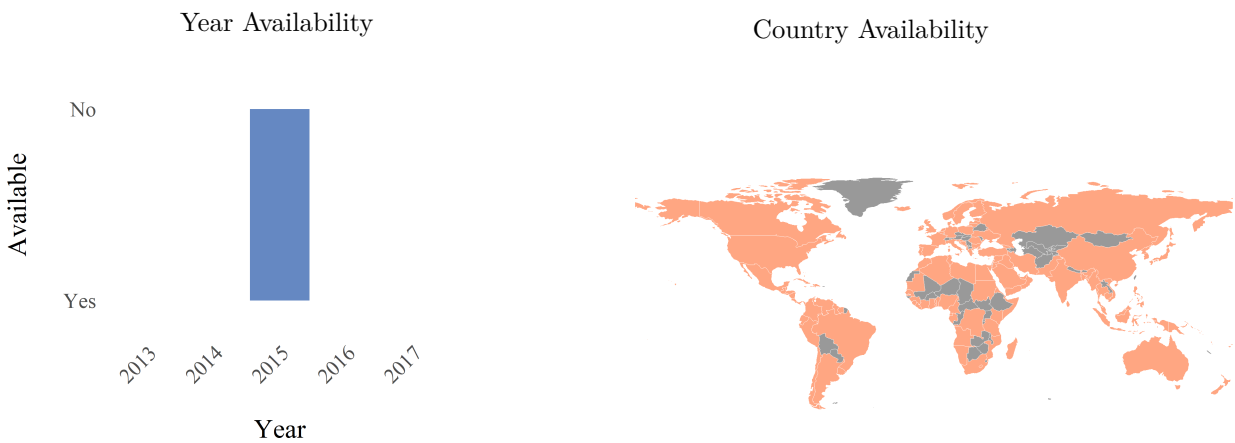 Year Availability
Available
No
Yes
2013
2014
2015
2016
2017
Year
Country Availability